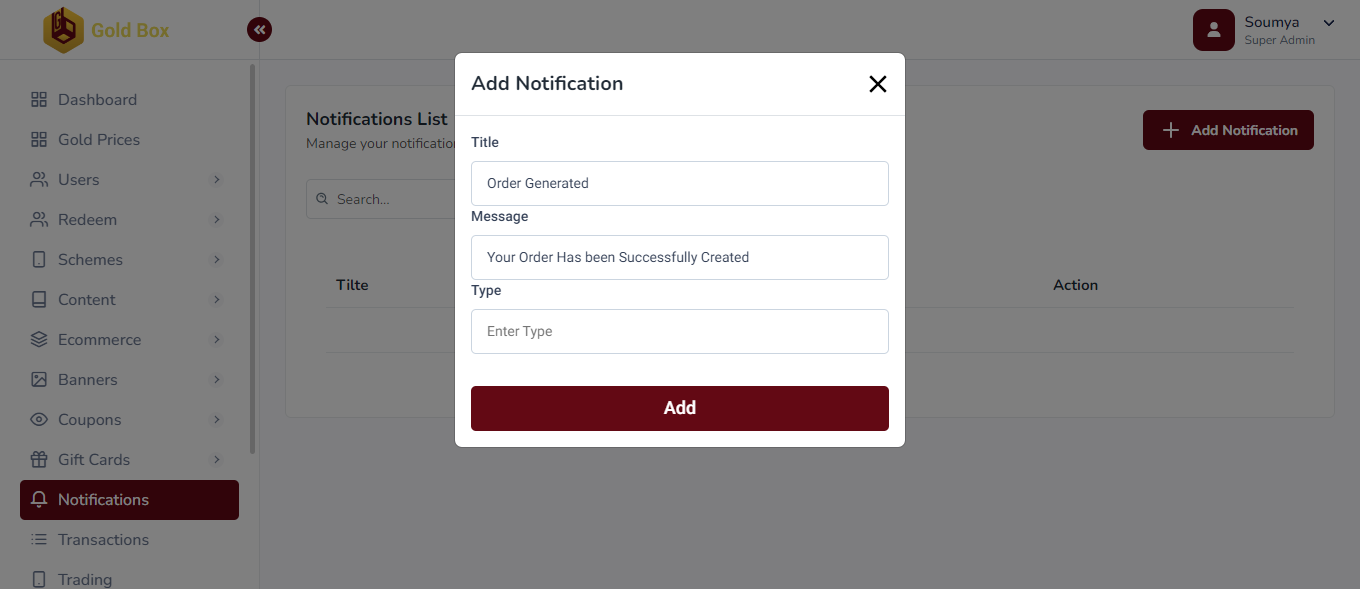 Gold Box
Soumya
Super Admin
Dashboard
Gold Prices
Users
Redeem
Schemes
Content
Ecommerce
Banners
Coupons
Gift Cards
Notifications
Transactions
Trading
Notifications List
Manage your notification
Add Notification
Search...
Tilte
Action
Add Notification
Title
Order Generated
Message
Your Order Has been Successfully Created
Type
Enter Type
Add